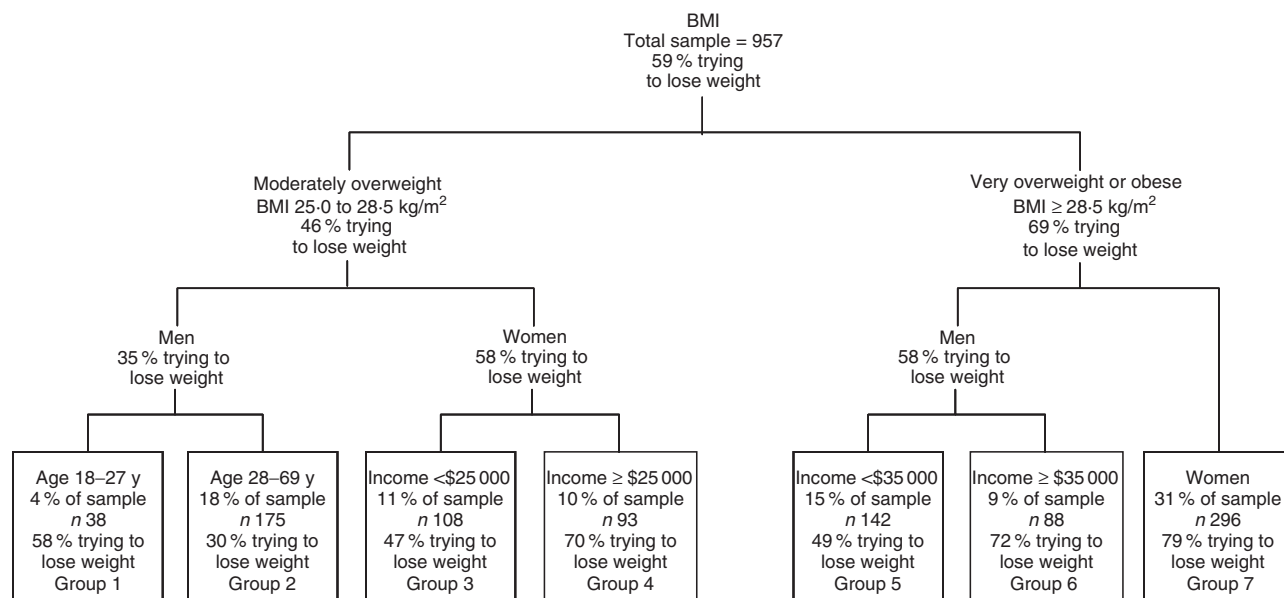 BMI
Total sample = 957
59 % trying
to lose weight
Moderately overweight
BMI 25·0 to 28·5 kg/m²
46 % trying
to lose weight
Very overweight or obese
BMI ≥ 28·5 kg/m²
69 % trying
to lose weight
Men
35 % trying to
lose weight
Women
58 % trying to
lose weight
Men
58 % trying to
lose weight
Age 18–27 y
4 % of sample
n 38
58 % trying to
lose weight
Group 1
Age 28–69 y
18 % of sample
n 175
30 % trying to
lose weight
Group 2
Income <$25 000
11 % of sample
n 108
47 % trying to
lose weight
Group 3
Income ≥ $25 000
10 % of sample
n 93
70 % trying to
lose weight
Group 4
Income <$35 000
15 % of sample
n 142
49 % trying to
lose weight
Group 5
Income ≥ $35 000
9 % of sample
n 88
72 % trying to
lose weight
Group 6
Women
31 % of sample
n 296
79 % trying to
lose weight
Group 7